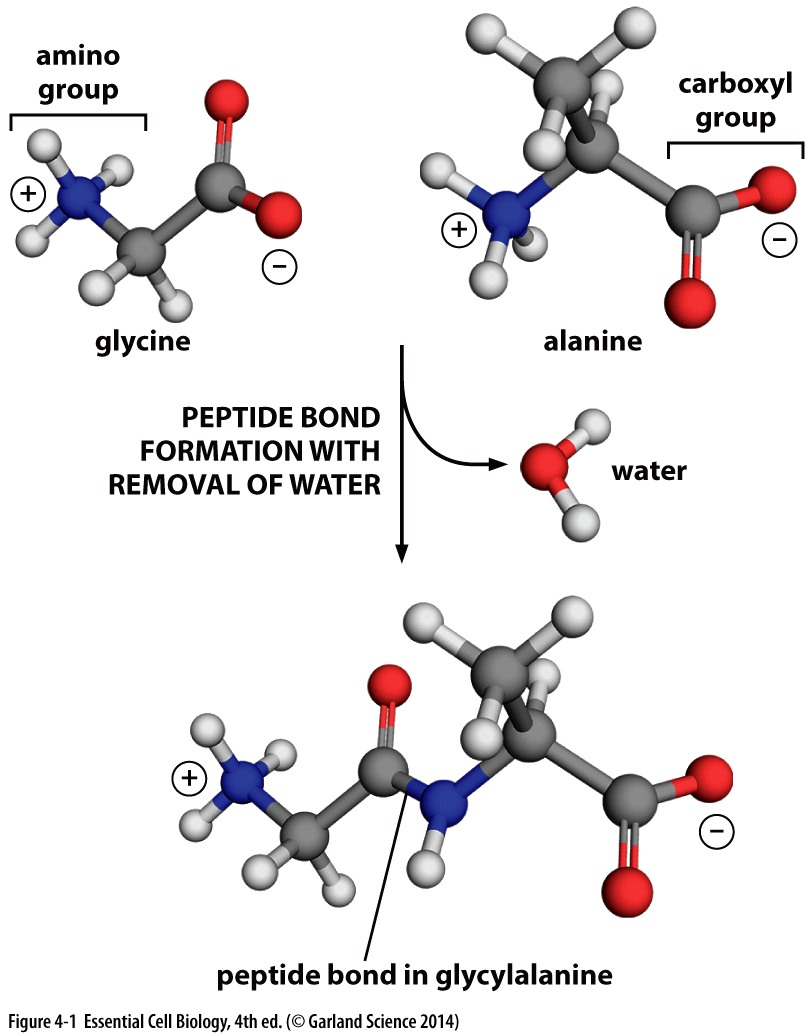 amino
group
carboxyl
group
+
−
+
−
glycine
alanine
PEPTIDE BOND
FORMATION WITH
REMOVAL OF WATER
water
+
−
peptide bond in glycylalanine
Figure 4-1 Essential Cell Biology, 4th ed. (© Garland Science 2014)